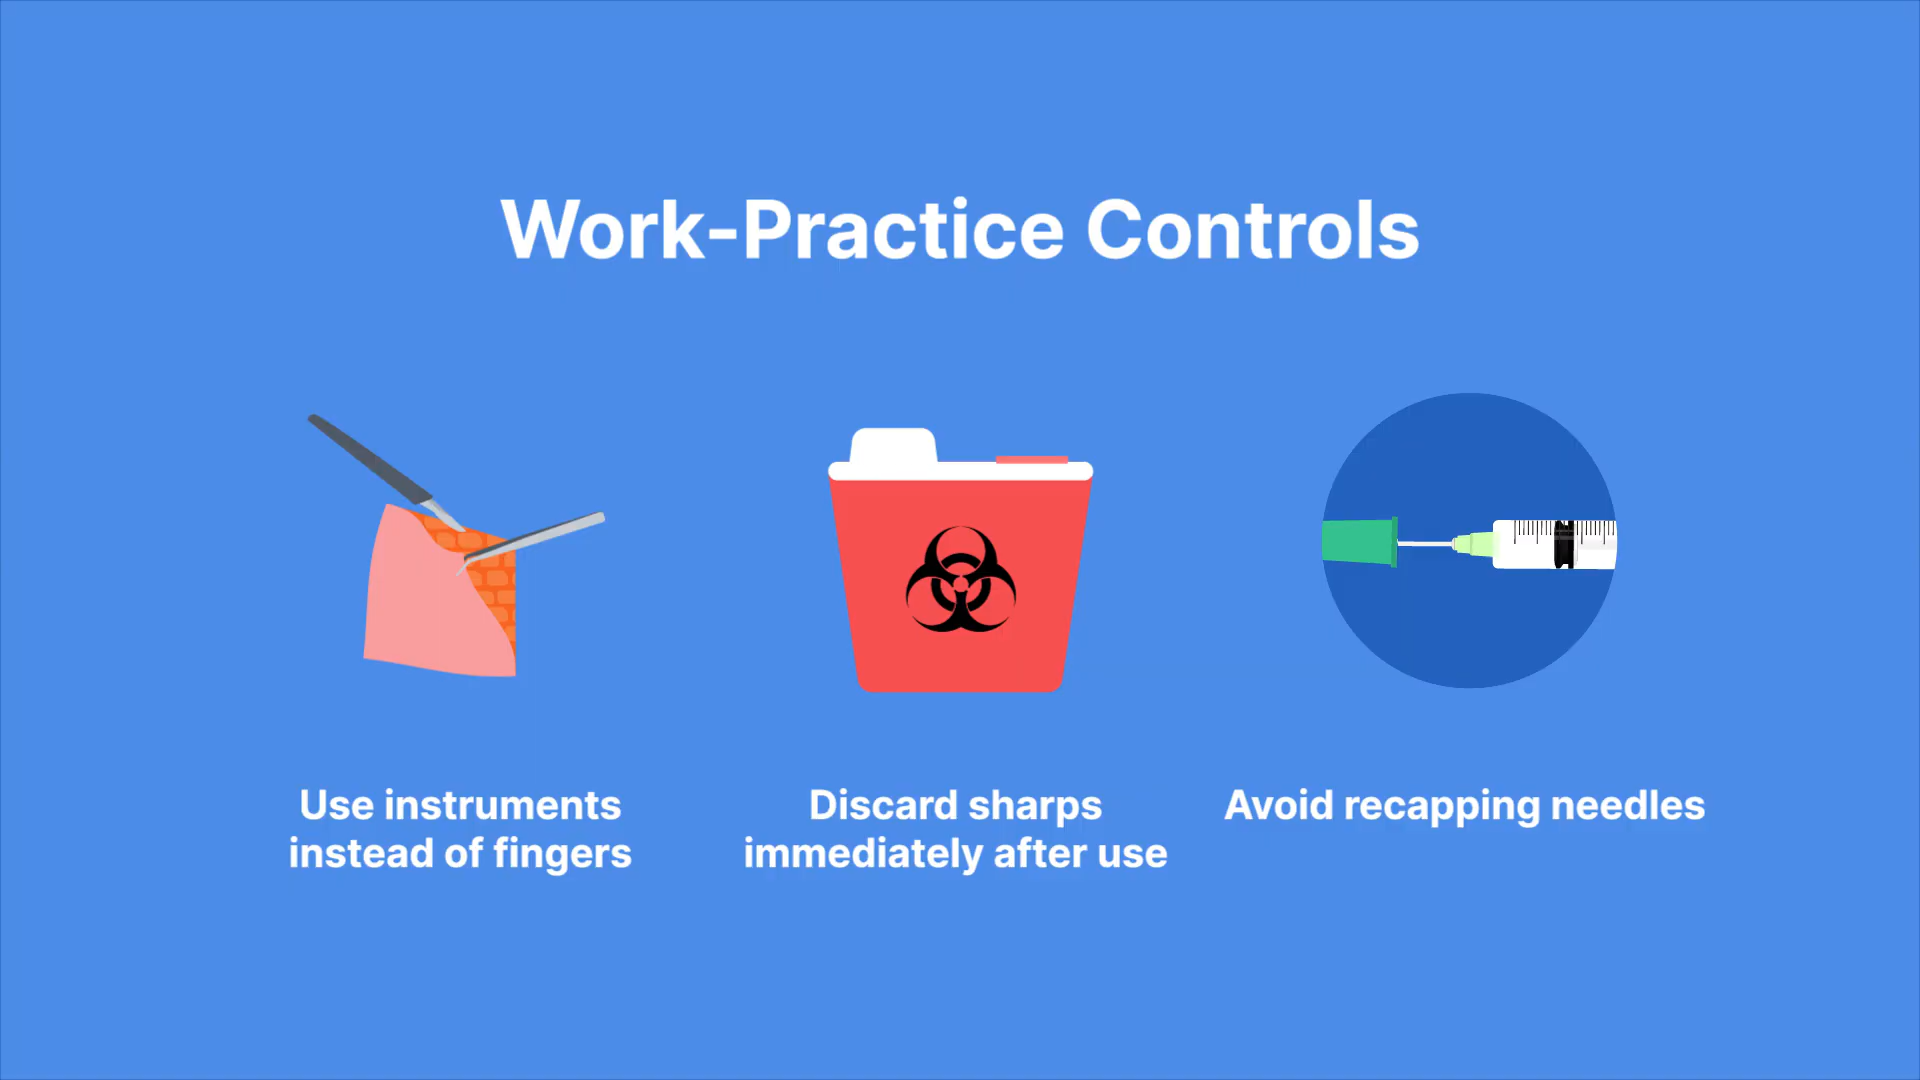 Work-Practice Controls
Use instruments
instead of fingers
Discard sharps
immediately after use
Avoid recapping needles